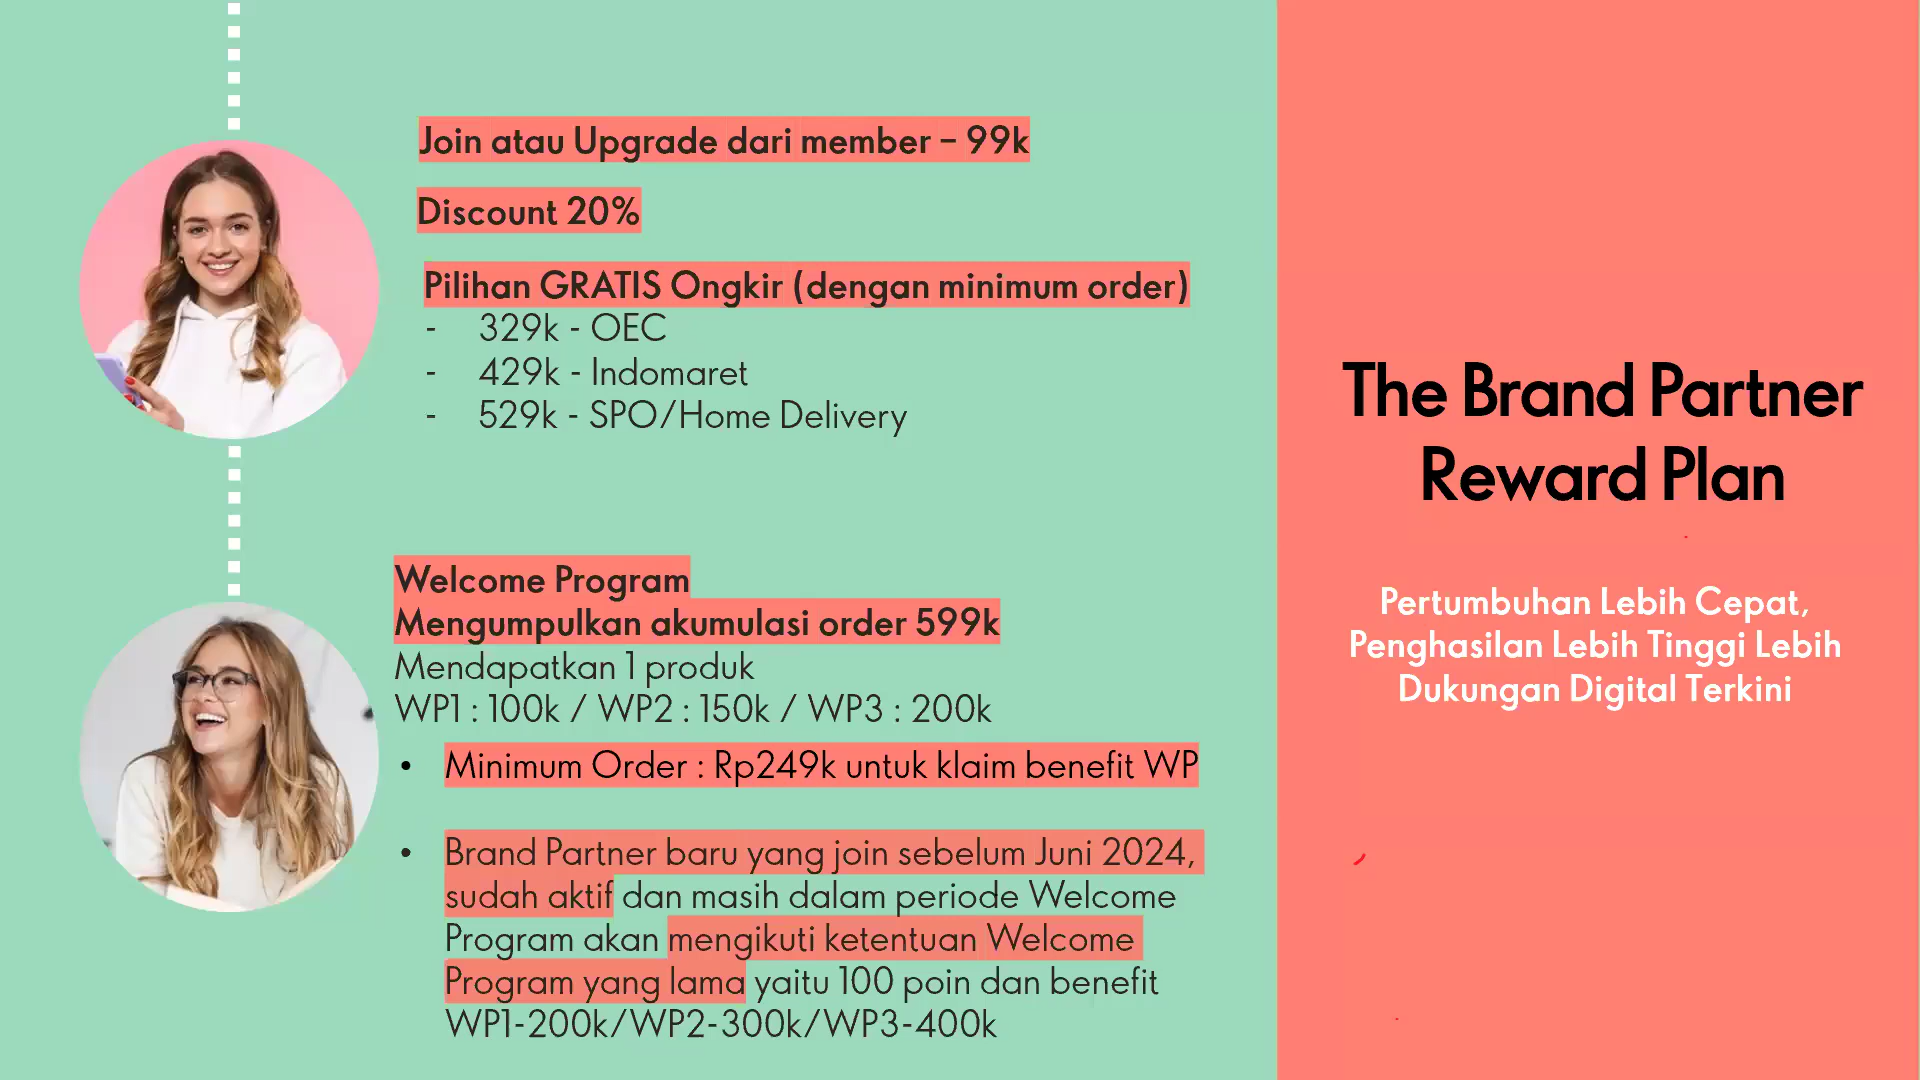 Join atau Upgrade dari member – 99k
Discount 20%
Pilihan GRATIS Ongkir (dengan minimum order)
- 329k - OEC
- 429k - Indomaret
- 529k - SPO/Home Delivery
Welcome Program
Mengumpulkan akumulasi order 599k
Mendapatkan 1 produk
WP1 : 100k / WP2 : 150k / WP3 : 200k
• Minimum Order : Rp249k untuk klaim benefit WP
• Brand Partner baru yang join sebelum Juni 2024,
sudah aktif dan masih dalam periode Welcome
Program akan mengikuti ketentuan Welcome
Program yang lama yaitu 100 poin dan benefit
WP1-200k/WP2-300k/WP3-400k
The Brand Partner
Reward Plan
Pertumbuhan Lebih Cepat,
Penghasilan Lebih Tinggi Lebih
Dukungan Digital Terkini